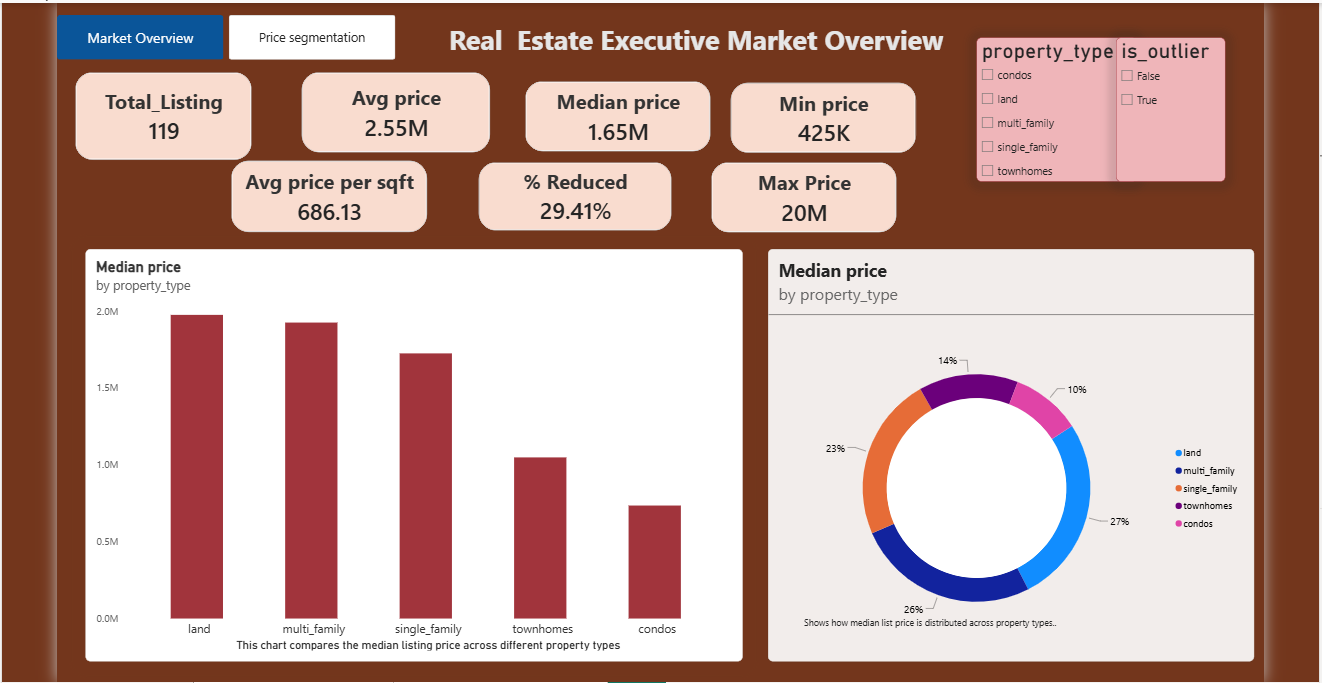 Market Overview
Price segmentation
Real Estate Executive Market Overview
property_type
condos
land
multi_family
single_family
townhomes
is_outlier
False
True
Total_Listing
119
Avg price
2.55M
Median price
1.65M
Min price
425K
Avg price per sqft
686.13
% Reduced
29.41%
Max Price
20M
Median price
by property_type
2.0M
1.5M
1.0M
0.5M
0.0M
land
multi_family
single_family
townhomes
condos
This chart compares the median listing price across different property types
Median price
by property_type
14%
10%
23%
27%
26%
land
multi_family
single_family
townhomes
condos
Shows how median list price is distributed across property types..